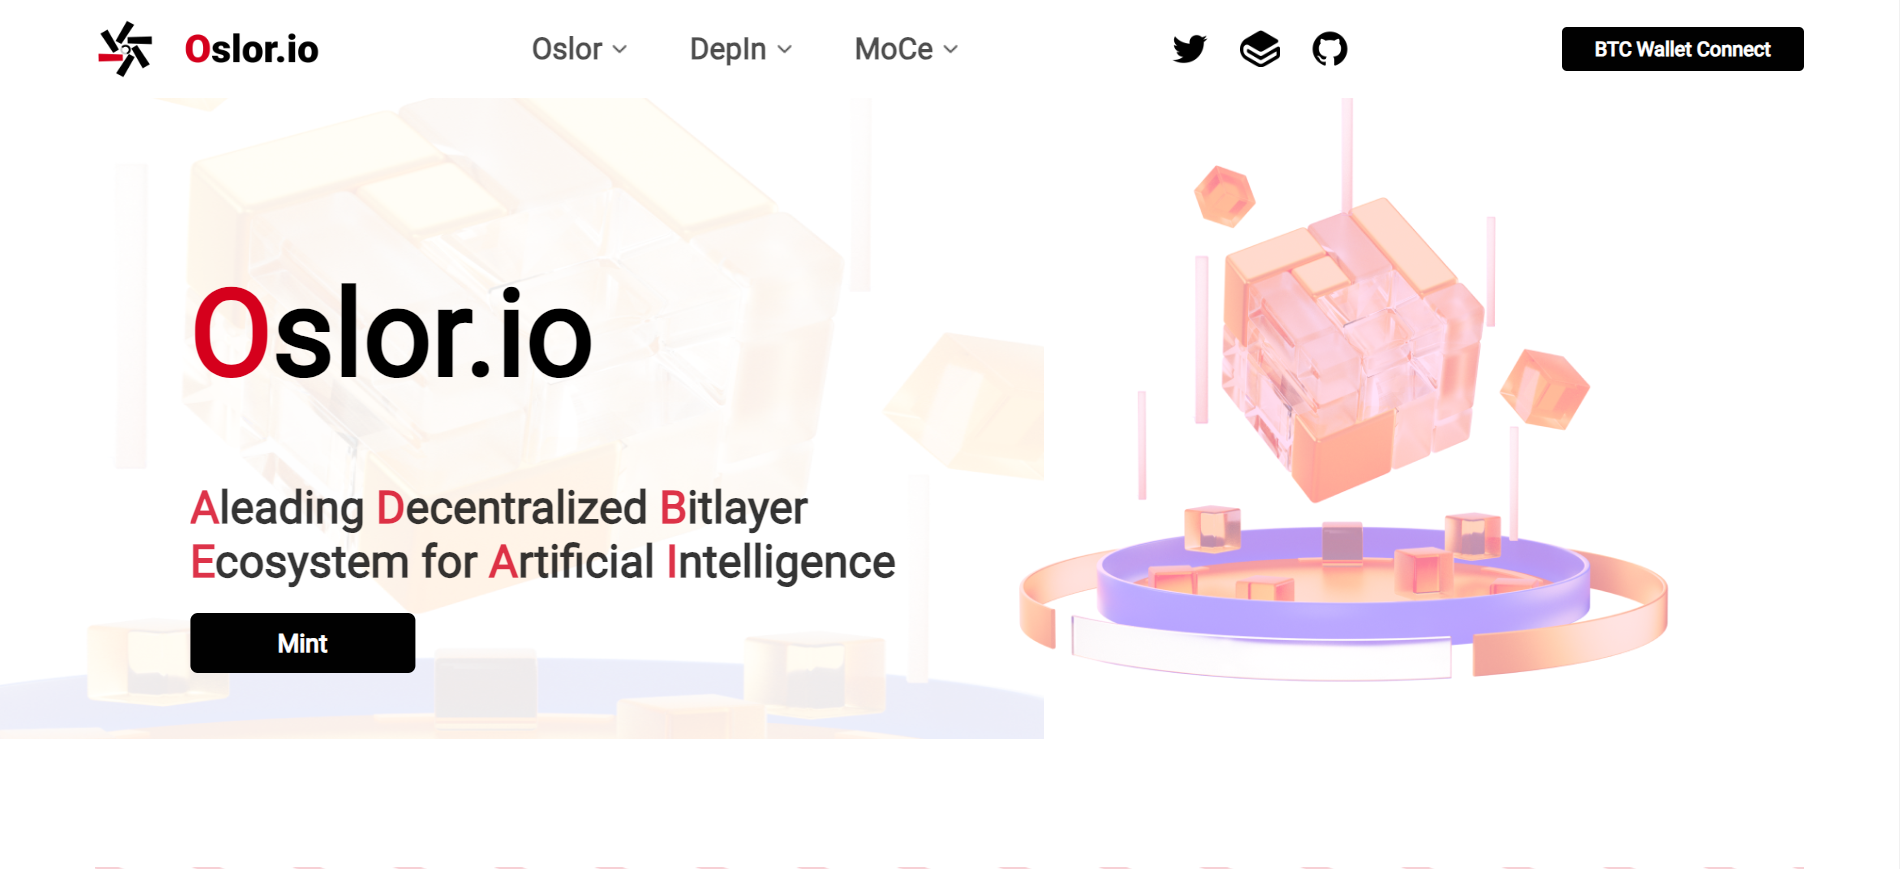 Oslor.io
Oslor
DepIn
MoCe
BTC Wallet Connect
Oslor.io
Aleading Decentralized Bitlayer
Ecosystem for Artificial Intelligence
Mint